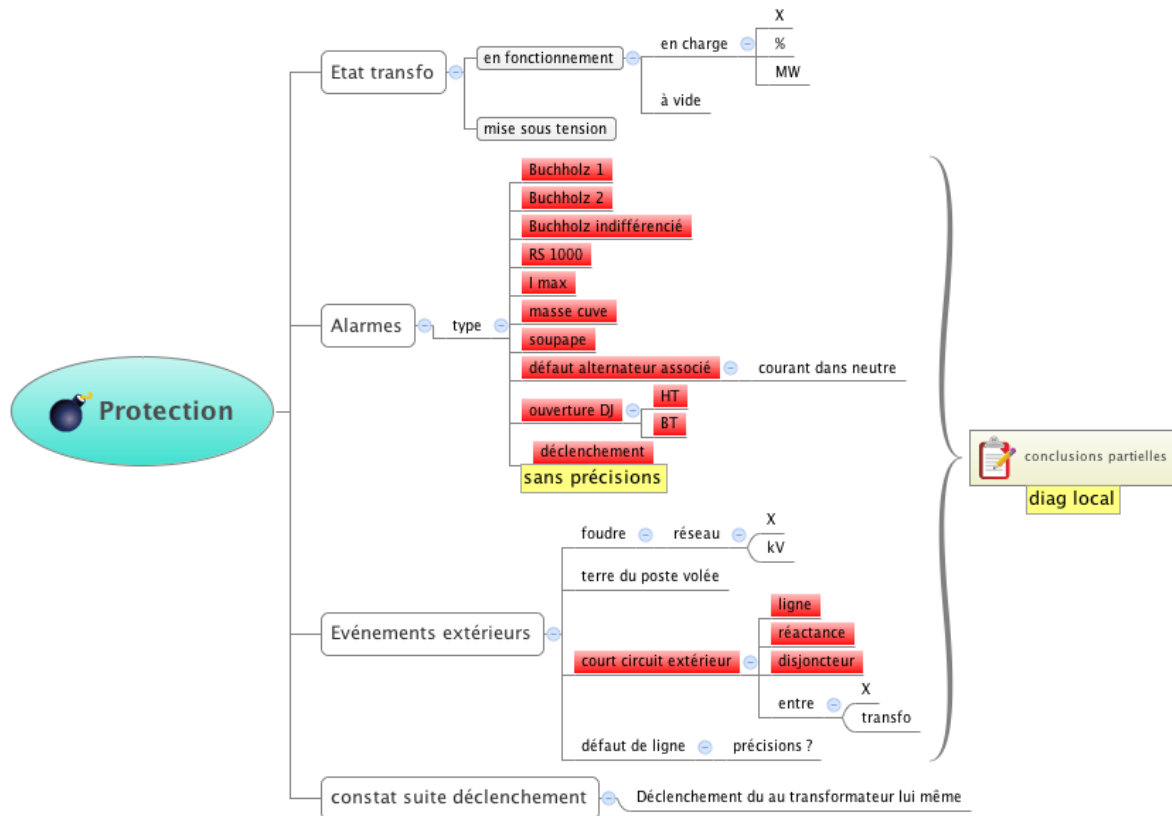 Protection
Etat transfo
en fonctionnement
en charge
X
%
MW
à vide
mise sous tension
Alarmes
type
Buchholz 1
Buchholz 2
Buchholz indifférencié
RS 1000
I max
masse cuve
soupape
défaut alternateur associé
courant dans neutre
ouverture DJ
HT
BT
déclenchement
sans précisions
Evénements extérieurs
foudre
réseau
X
kV
terre du poste volée
court circuit extérieur
ligne
réactance
disjoncteur
entre
X
transfo
défaut de ligne
précisions ?
conclusions partielles
diag local
constat suite déclenchement
Déclenchement du au transformateur lui même